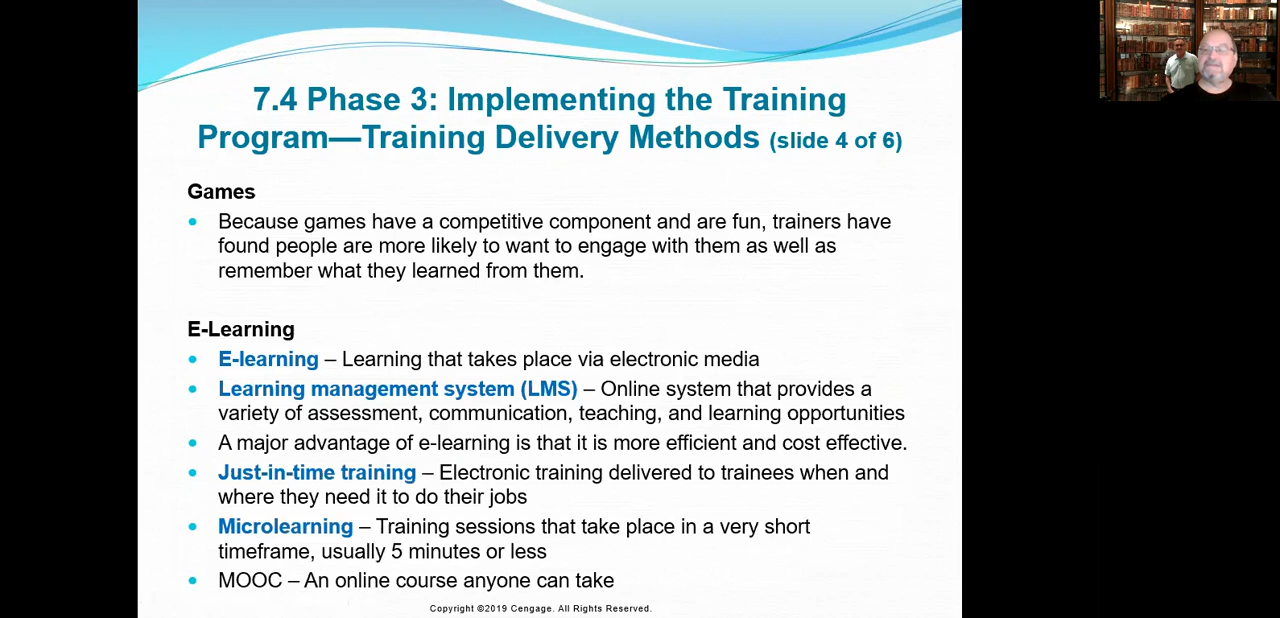 7.4 Phase 3: Implementing the Training
Program—Training Delivery Methods (slide 4 of 6)
Games
• Because games have a competitive component and are fun, trainers have
found people are more likely to want to engage with them as well as
remember what they learned from them.
E-Learning
• E-learning – Learning that takes place via electronic media
• Learning management system (LMS) – Online system that provides a
variety of assessment, communication, teaching, and learning opportunities
• A major advantage of e-learning is that it is more efficient and cost effective.
• Just-in-time training – Electronic training delivered to trainees when and
where they need it to do their jobs
• Microlearning – Training sessions that take place in a very short
timeframe, usually 5 minutes or less
• MOOC – An online course anyone can take
Copyright ©2019 Cengage. All Rights Reserved.